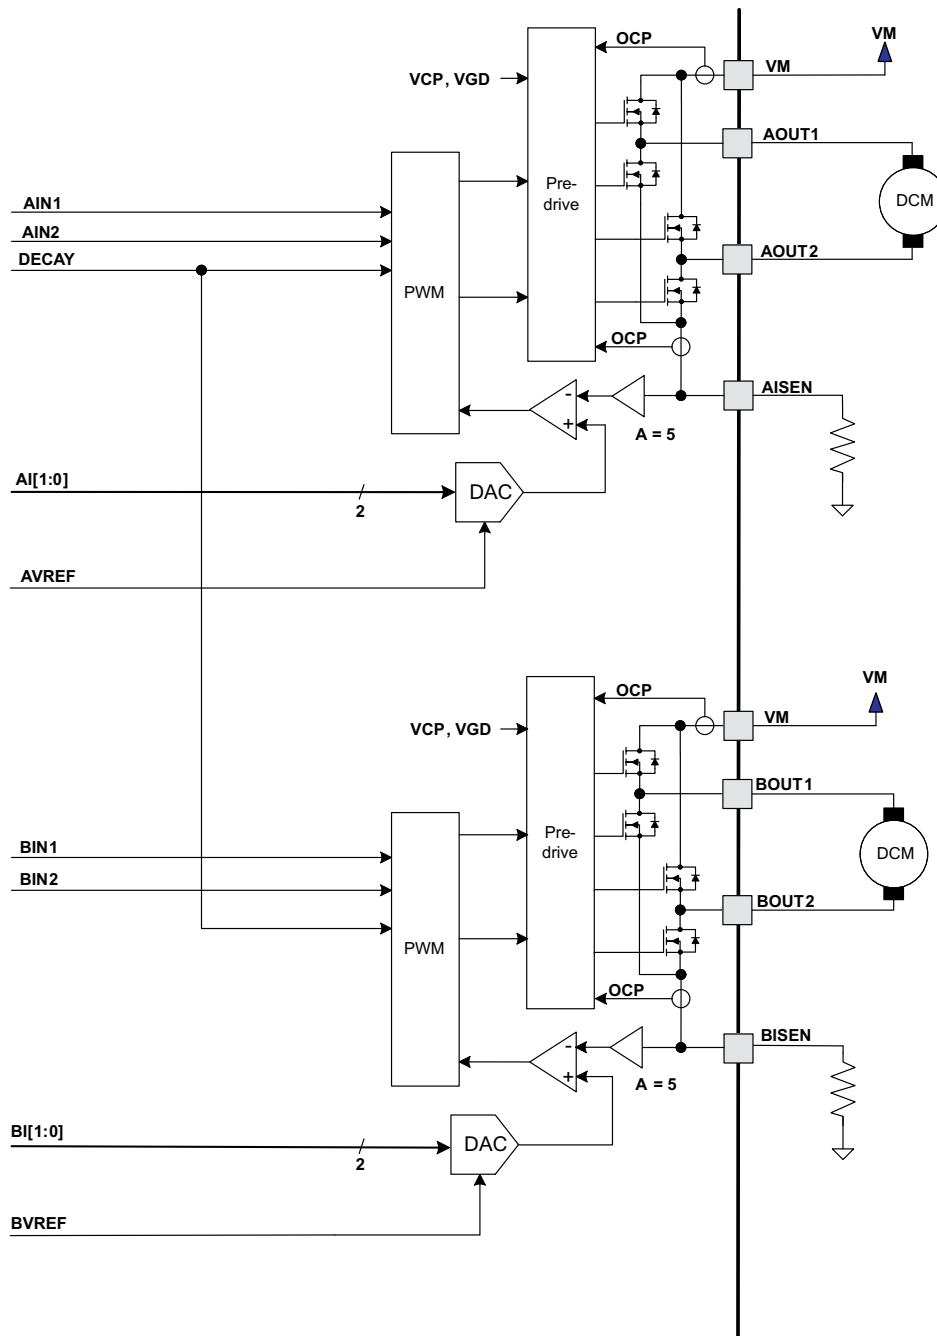 OCP
VM
VM
VCP, VGD
AOUT1
Pre-
drive
DCM
AIN1
AIN2
DECAY
PWM
AOUT2
OCP
AISEN
-
+
A = 5
AI[1:0]
2
DAC
AVREF
VM
OCP
VM
VCP, VGD
BOUT1
Pre-
drive
DCM
BIN1
BIN2
BOUT2
PWM
OCP
BISEN
-
+
A = 5
BI[1:0]
2
DAC
BVREF